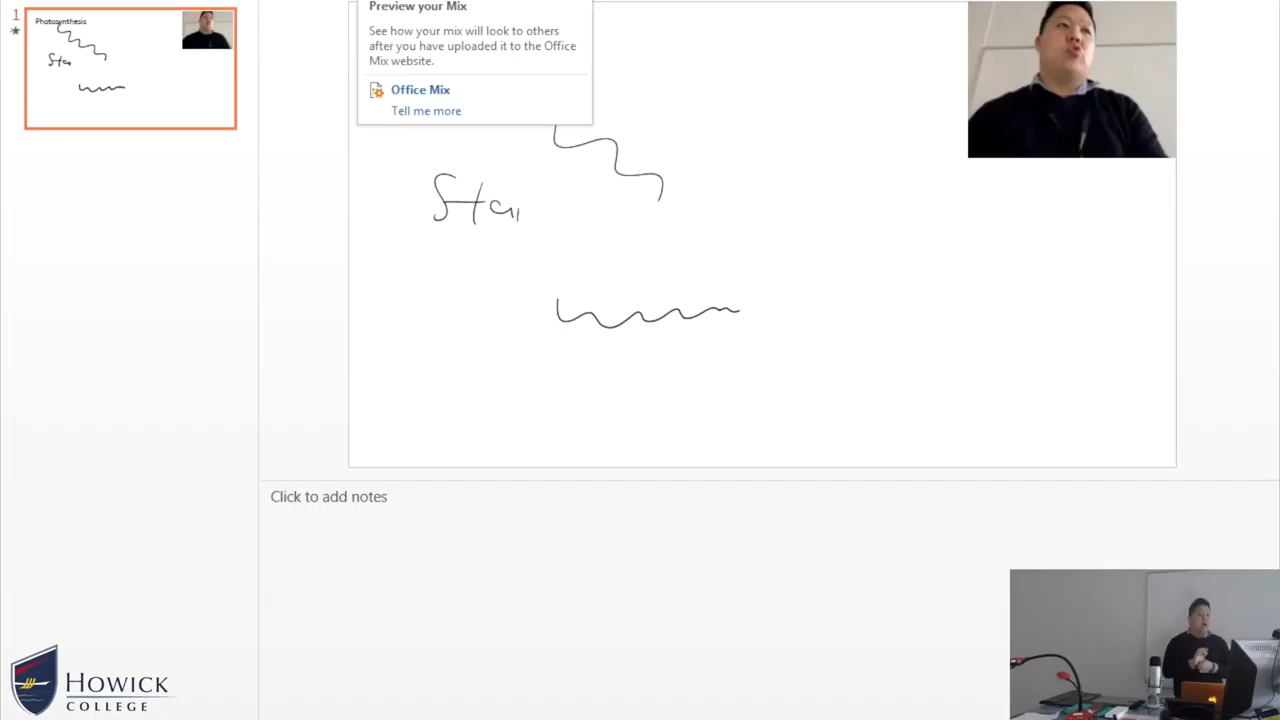 1
Photosynthesis
Preview your Mix
See how your mix will look to others
after you have uploaded it to the Office
Mix website.
Office Mix
Tell me more
Click to add notes
HOWICK
COLLEGE